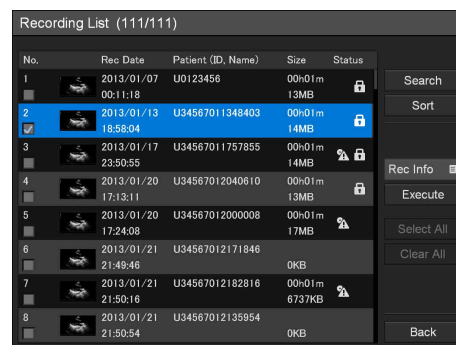 Recording List (111/111)
No. Rec Date Patient (ID, Name) Size Status
1 2013/01/07 U0123456 00h01m
00:11:18 13MB
2 2013/01/13 U34567011348403 00h01m
18:58:04 14MB
3 2013/01/17 U34567011757855 00h01m
23:50:55 14MB
4 2013/01/20 U34567012040610 00h01m
17:13:11 13MB
5 2013/01/20 U34567012000008 00h01m
17:24:08 17MB
6 2013/01/21 U34567012171846
21:49:46 0KB
7 2013/01/21 U34567012182816 00h01m
21:50:16 6737KB
8 2013/01/21 U34567012135954
21:50:54 0KB
Search
Sort
Rec Info
Execute
Select All
Clear All
Back